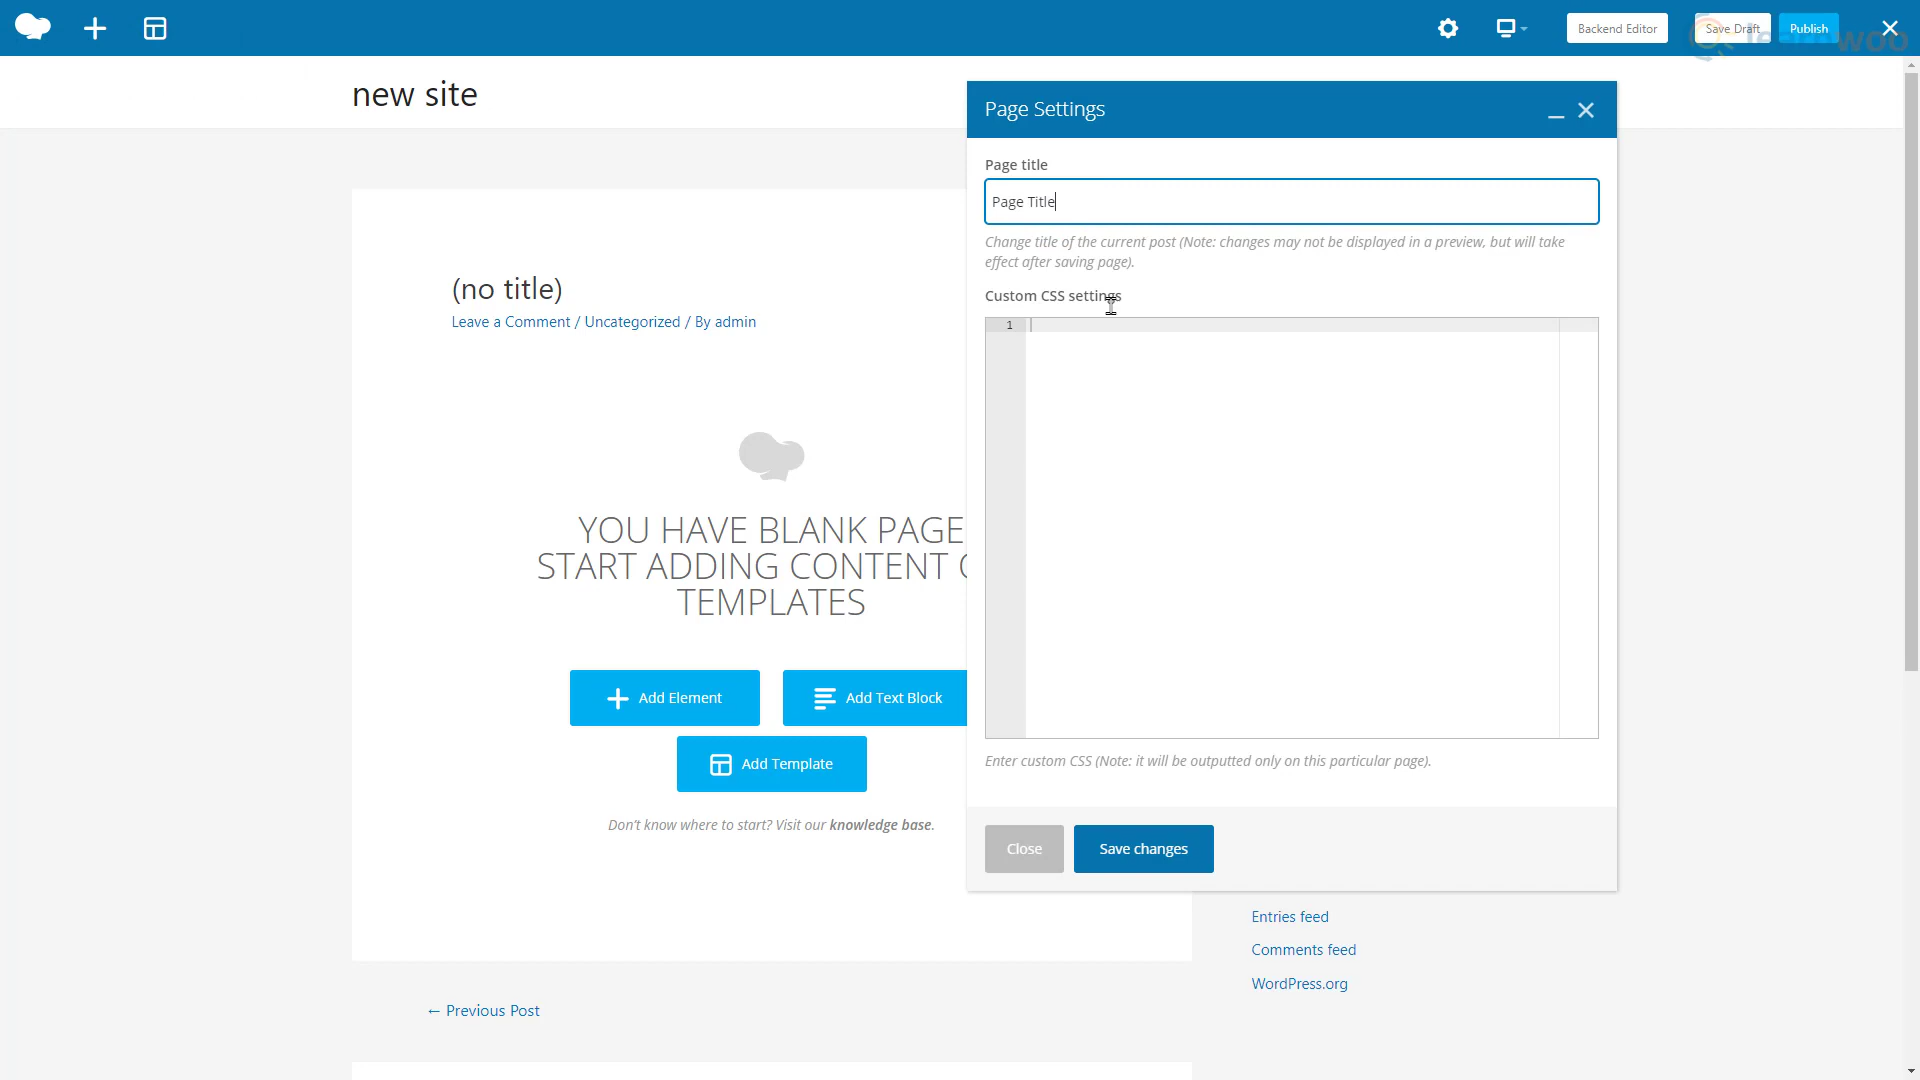 Backend Editor
Save Draft
Publish
new site
Page Settings
Page title
Page Title
Change title of the current post (Note: changes may not be displayed in a preview, but will take
effect after saving page).
Custom CSS settings
1
Enter custom CSS (Note: it will be outputted only on this particular page).
Close
Save changes
(no title)
Leave a Comment / Uncategorized / By admin
YOU HAVE BLANK PAGE
START ADDING CONTENT
TEMPLATES
Add Element
Add Text Block
Add Template
Don't know where to start? Visit our knowledge base.
Entries feed
Comments feed
WordPress.org
← Previous Post